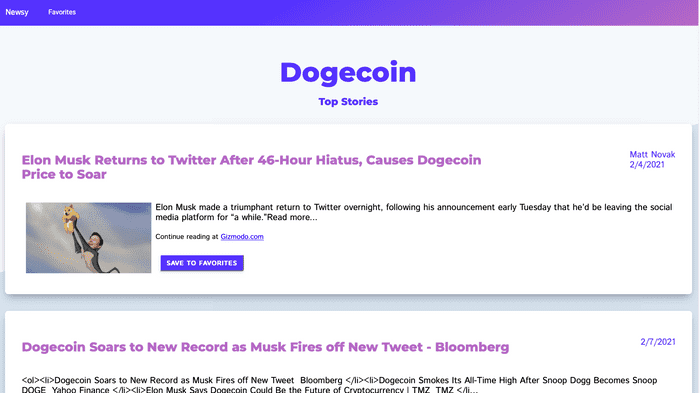 Newsy Favorites
Dogecoin
Top Stories
Elon Musk Returns to Twitter After 46-Hour Hiatus, Causes Dogecoin
Price to Soar
Matt Novak
2/4/2021
Elon Musk made a triumphant return to Twitter overnight, following his announcement early Tuesday that he'd be leaving the social
media platform for “a while.”Read more...
Continue reading at Gizmodo.com
SAVE TO FAVORITES
Dogecoin Soars to New Record as Musk Fires off New Tweet - Bloomberg
2/7/2021
<ol><li>Dogecoin Soars to New Record as Musk Fires off New Tweet  Bloomberg </li><li>Dogecoin Smokes Its All-Time High After Snoop Dogg Becomes Snoop
DOGE  Yahoo Finance </li><li>Elon Musk Says Dogecoin Could Be the Future of Cryptocurrency | TMZ  TMZ </li...